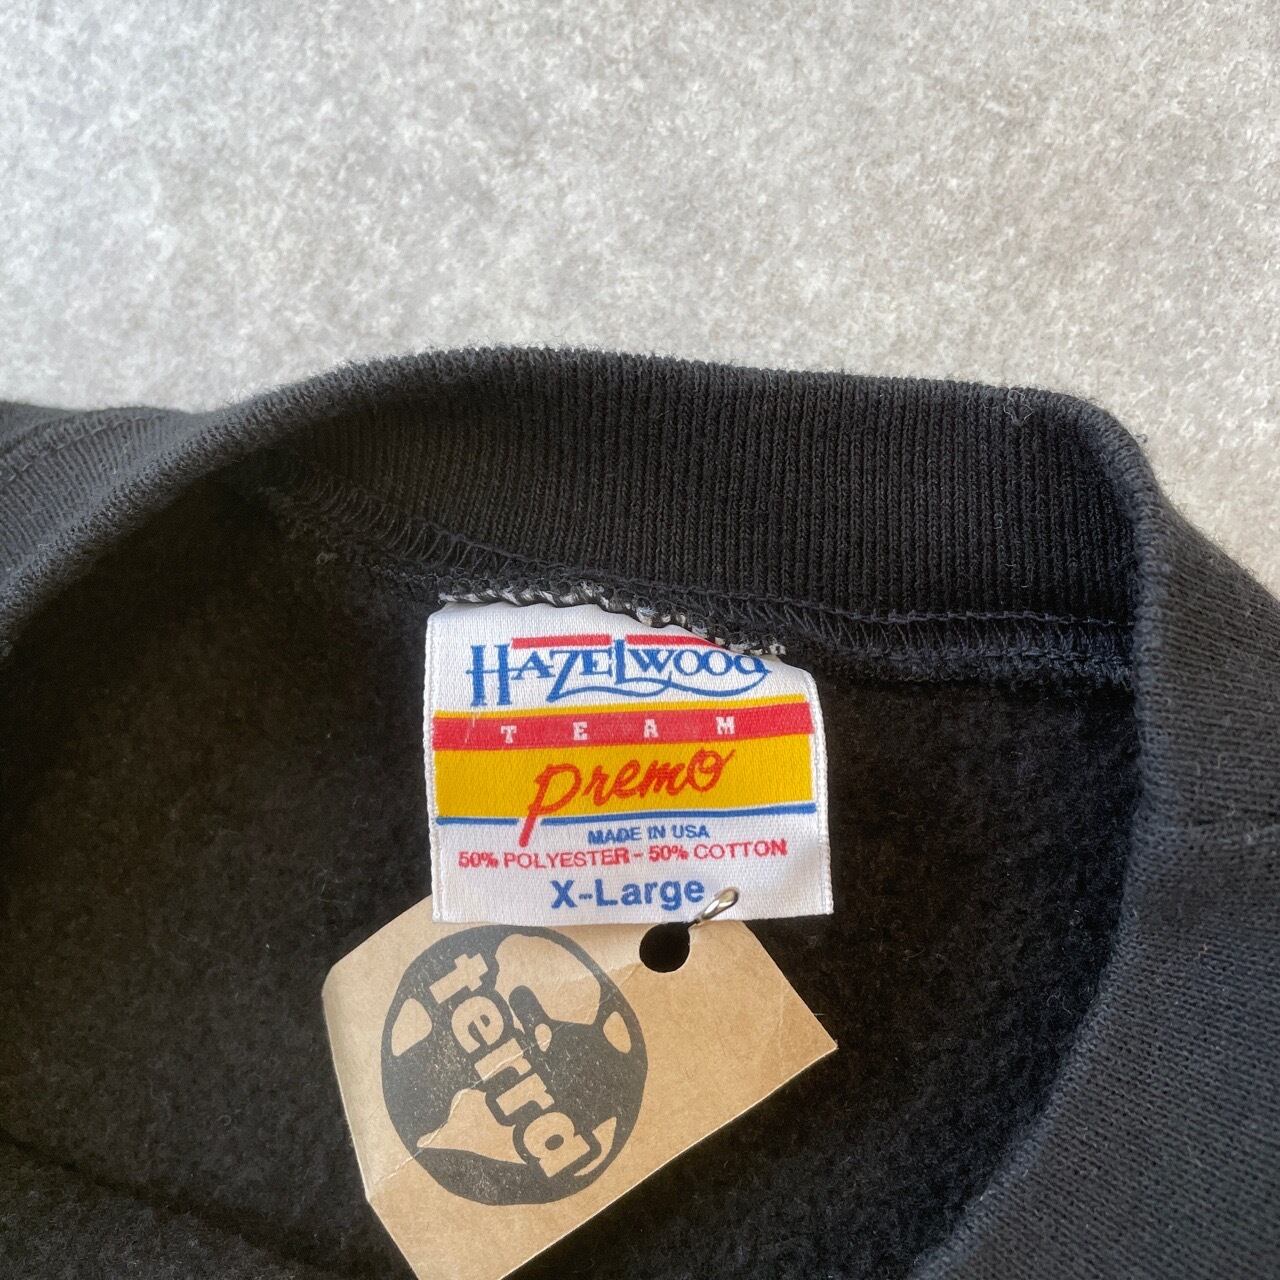 HAZELWOOD
TEAM
Premo
MADE IN USA
50% POLYESTER - 50% COTTON
X-Large
terra